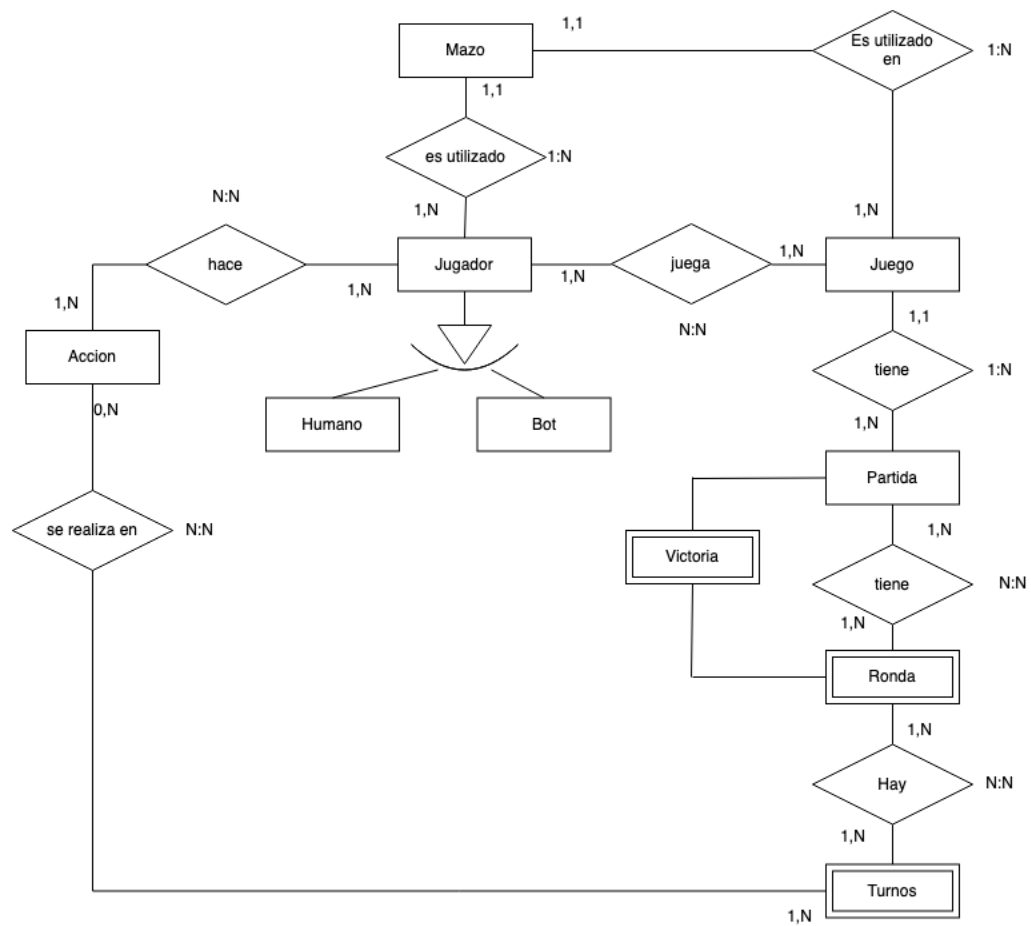 1,1
Mazo
Es utilizado
en
1:N
1,1
es utilizado
1:N
N:N
1,N
1,N
hace
Jugador
juega
1,N
Juego
1,N
1,N
1,N
1,1
N:N
Accion
tiene
1:N
0,N
Humano
Bot
1,N
Partida
se realiza en
N:N
1,N
Victoria
tiene
N:N
1,N
Ronda
1,N
Hay
N:N
1,N
Turnos
1,N